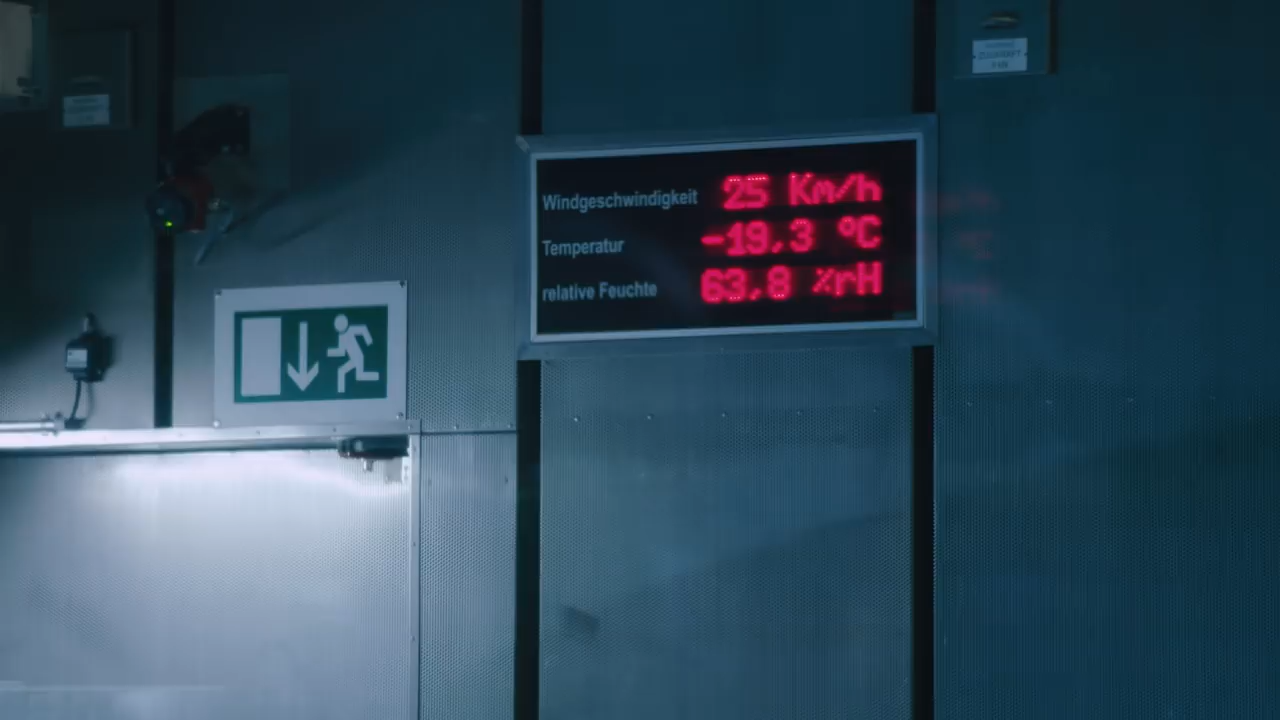 Windgeschwindigkeit 25 Km/h
Temperatur -19,3 °C
relative Feuchte 63,8 %rH